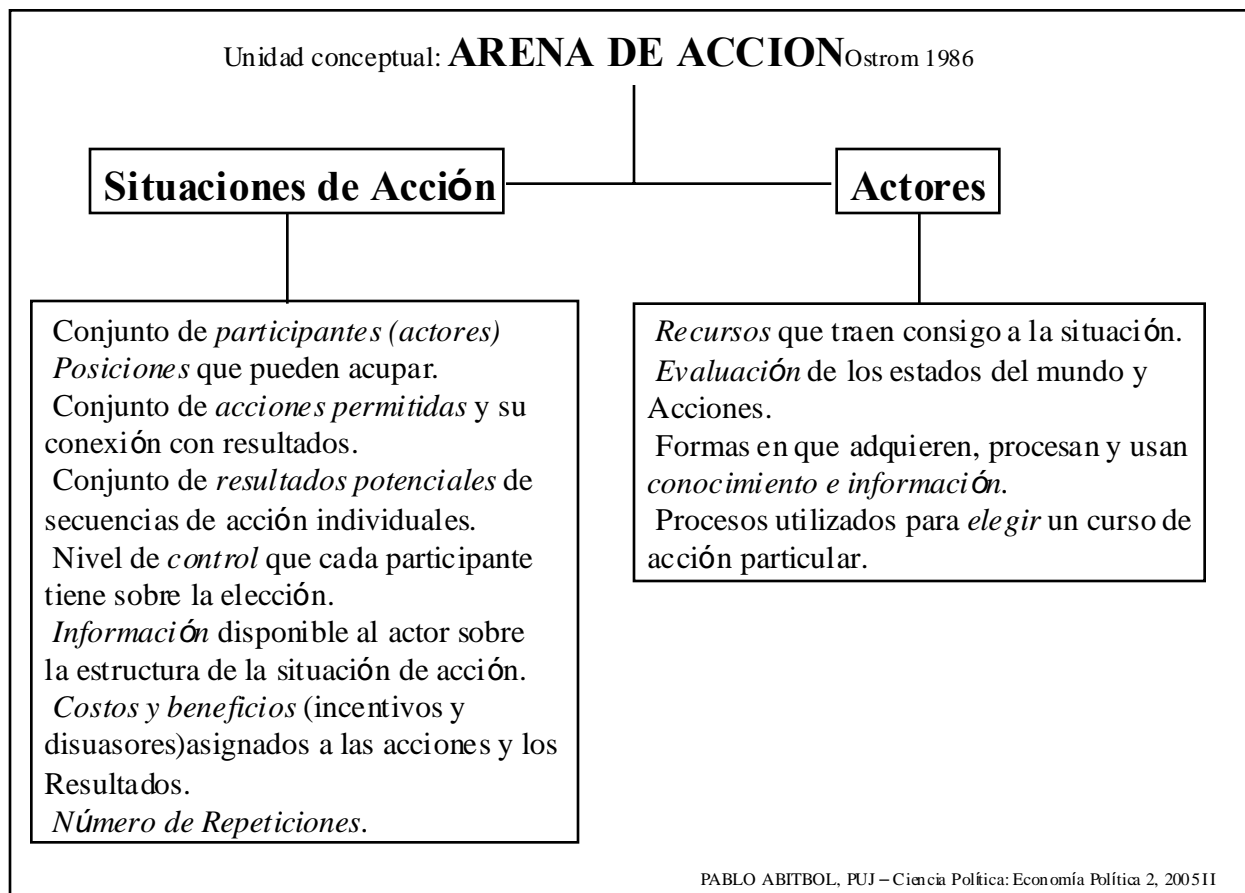 Unidad conceptual: ARENA DE ACCION Ostrom 1986
Situaciones de Acción
Actores
Conjunto de participantes (actores)
Posiciones que pueden acupar.
Conjunto de acciones permitidas y su
conexión con resultados.
Conjunto de resultados potenciales de
secuencias de acción individuales.
Nivel de control que cada participante
tiene sobre la elección.
Información disponible al actor sobre
la estructura de la situación de acción.
Costos y beneficios (incentivos y
disuasores)asignados a las acciones y los
Resultados.
Número de Repeticiones.
Recursos que traen consigo a la situación.
Evaluación de los estados del mundo y
Acciones.
Formas en que adquieren, procesan y usan
conocimiento e información.
Procesos utilizados para elegir un curso de
acción particular.
PABLO ABITBOL, PUJ – Ciencia Política: Economía Política 2, 2005II